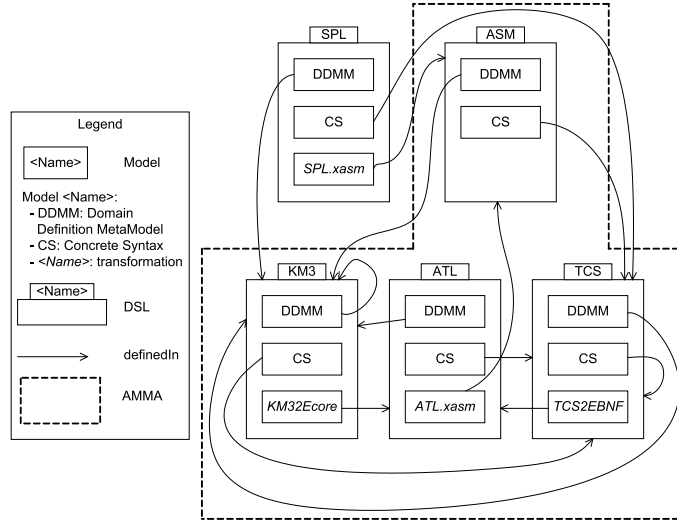 SPL
ASM
DDMM
DDMM
CS
CS
SPL.xasm
Legend
<Name>
Model
Model <Name>:
- DDMM: Domain
Definition MetaModel
- CS: Concrete Syntax
- <Name>: transformation
<Name>
DSL
definedIn
AMMA
KM3
ATL
TCS
DDMM
DDMM
DDMM
CS
CS
CS
KM32Ecore
ATL.xasm
TCS2EBNF